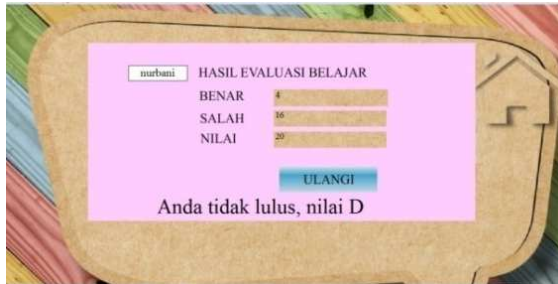 nurbani HASIL EVALUASI BELAJAR
BENAR 4
SALAH 16
NILAI 20
ULANGI
Anda tidak lulus, nilai D